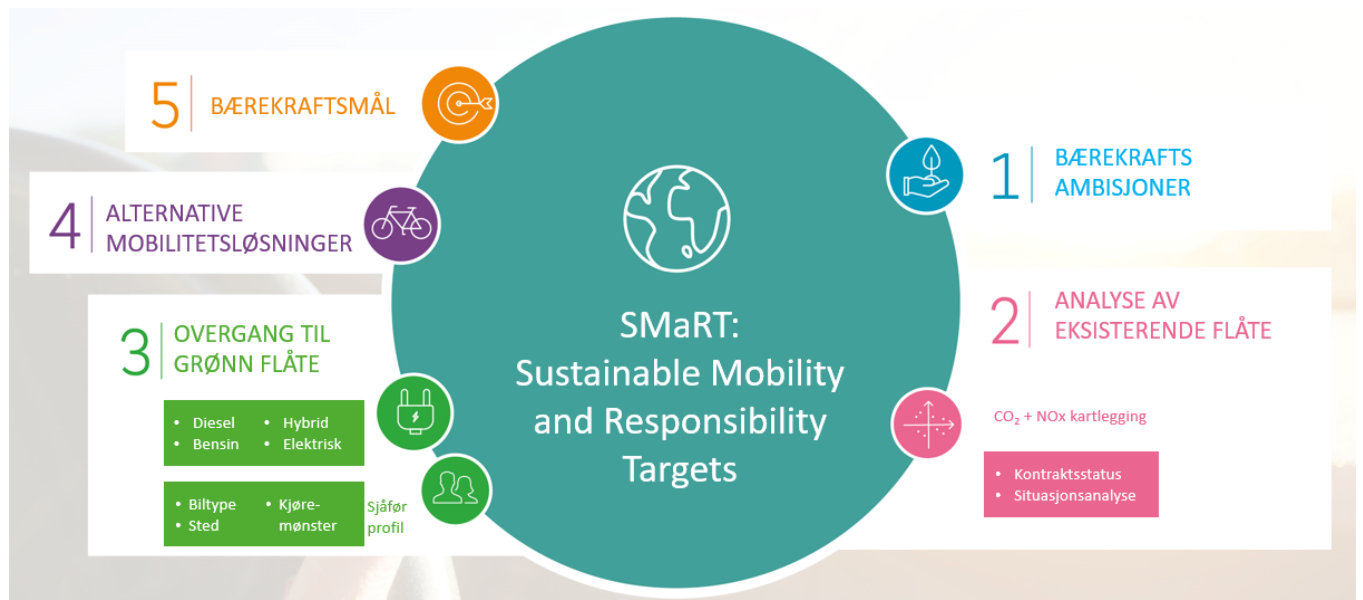 SMaRT:
Sustainable Mobility
and Responsibility
Targets
1
BÆREKRAFTS
AMBISJONER
2
ANALYSE AV
EKSISTERENDE FLÅTE
CO₂ + NOx kartlegging
• Kontraktsstatus
• Situasjonsanalyse
3
OVERGANG TIL
GRØNN FLÅTE
• Diesel • Hybrid
• Bensin • Elektrisk
• Biltype • Kjøre-
• Sted mønster
Sjåfør
profil
4
ALTERNATIVE
MOBILITETSLØSNINGER
5
BÆREKRAFTSMÅL